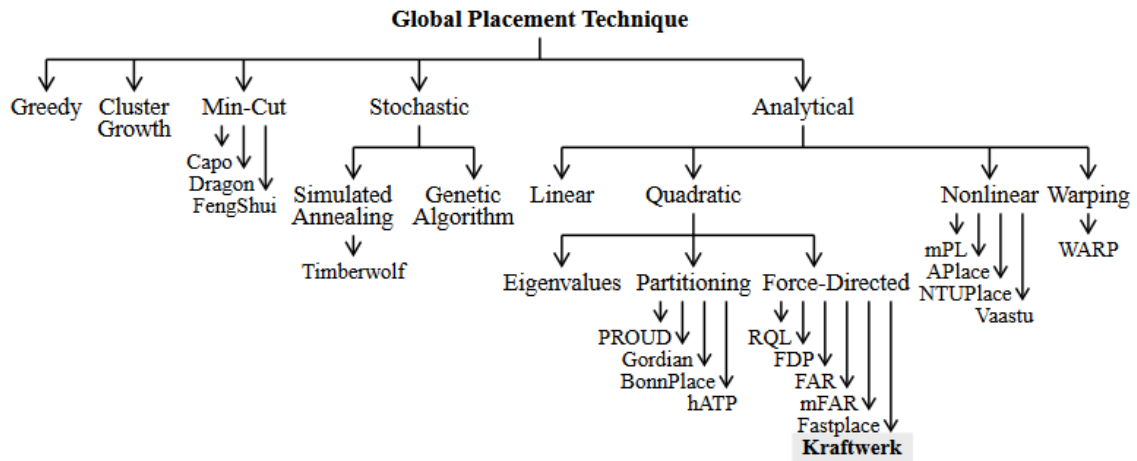 Global Placement Technique
Greedy
Cluster
Growth
Min-Cut
Stochastic
Analytical
Capo
Dragon
FengShui
Simulated
Annealing
Genetic
Algorithm
Linear
Quadratic
Nonlinear
Warping
Timberwolf
mPL
APlace
NTUPlace
Vaastu
WARP
Eigenvalues
Partitioning
Force-Directed
PROUD
Gordian
BonnPlace
hATP
RQL
FDP
FAR
mFAR
Fastplace
Kraftwerk